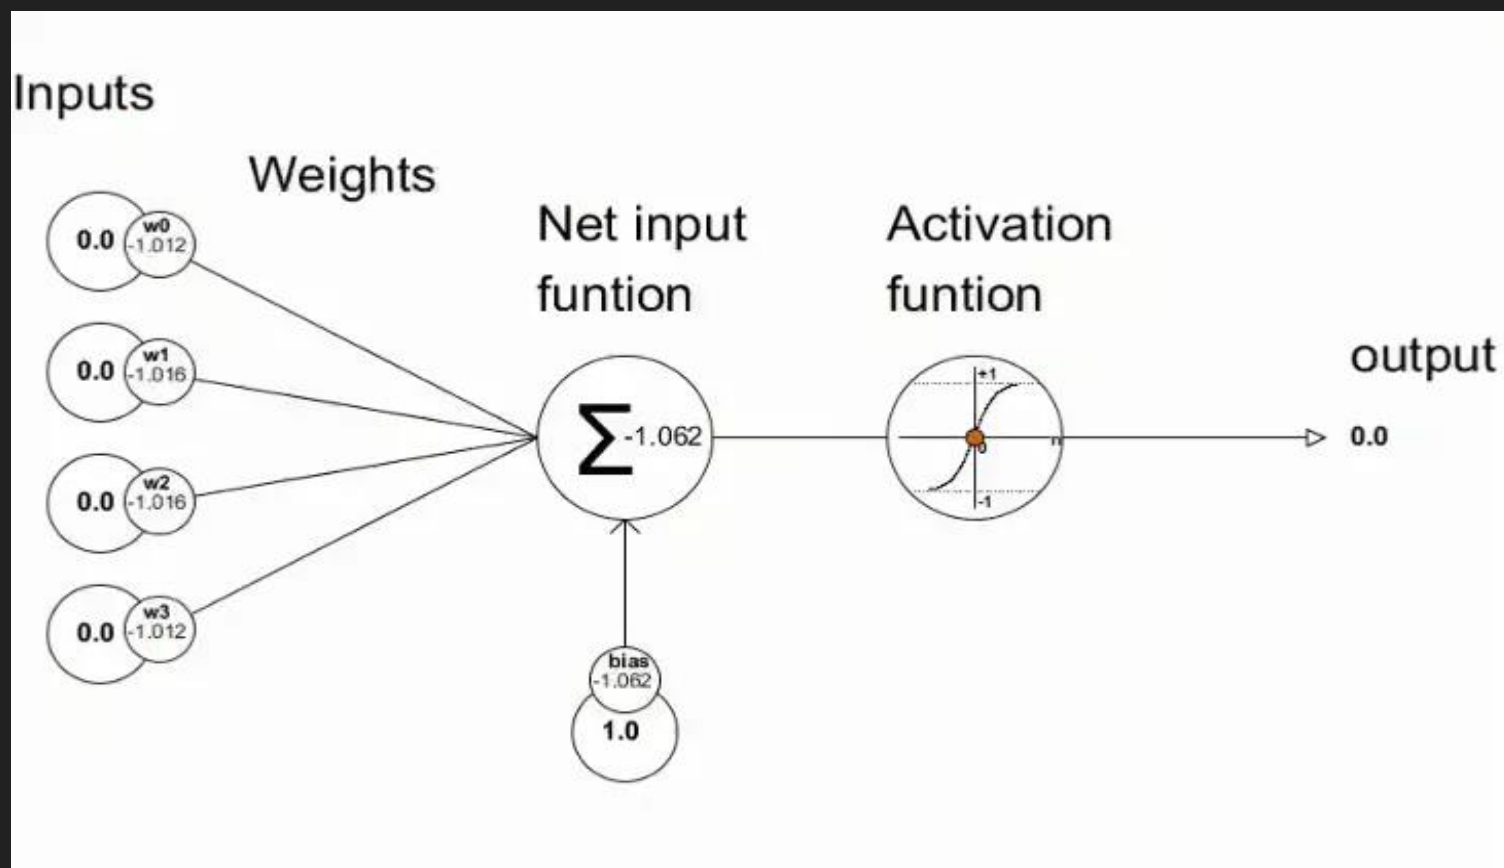 Inputs
Weights
0.0
w0
-1.012
0.0
w1
-1.016
0.0
w2
-1.016
0.0
w3
-1.012
Net input
funtion
Σ-1.062
bias
-1.062
1.0
Activation
funtion
+1
0
n
-1
output
0.0